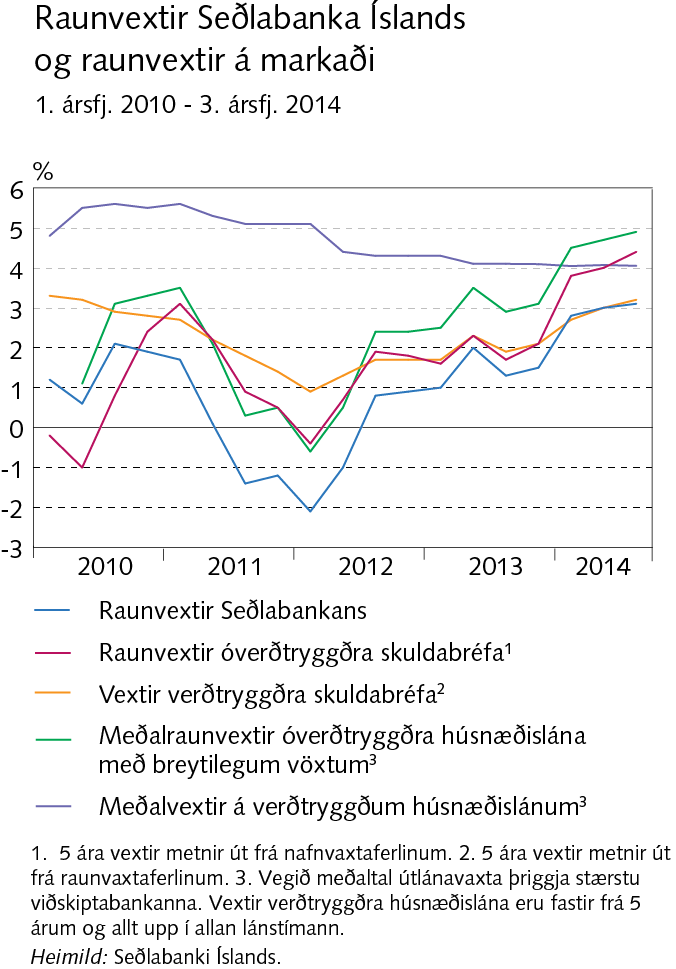 Raunvextir Seðlabanka Íslands
og raunvextir á markaði
1. ársfj. 2010 - 3. ársfj. 2014
%
6
5
4
3
2
1
0
-1
-2
-3
2010 2011 2012 2013 2014
Raunvextir Seðlabankans
Raunvextir óverðtryggðra skuldabréfa¹
Vextir verðtryggðra skuldabréfa²
Meðalraunvextir óverðtryggðra húsnæðislána
með breytilegum vöxtum³
Meðalvextir á verðtryggðum húsnæðislánum³
1. 5 ára vextir metnir út frá nafnvaxtaferlinum. 2. 5 ára vextir metnir út
frá raunvaxtaferlinum. 3. Vegið meðaltal útlánavaxta þriggja stærstu
viðskiptabankanna. Vextir verðtryggðra húsnæðislána eru fastir frá 5
árum og allt upp í allan lánstímann.
Heimild: Seðlabanki Íslands.